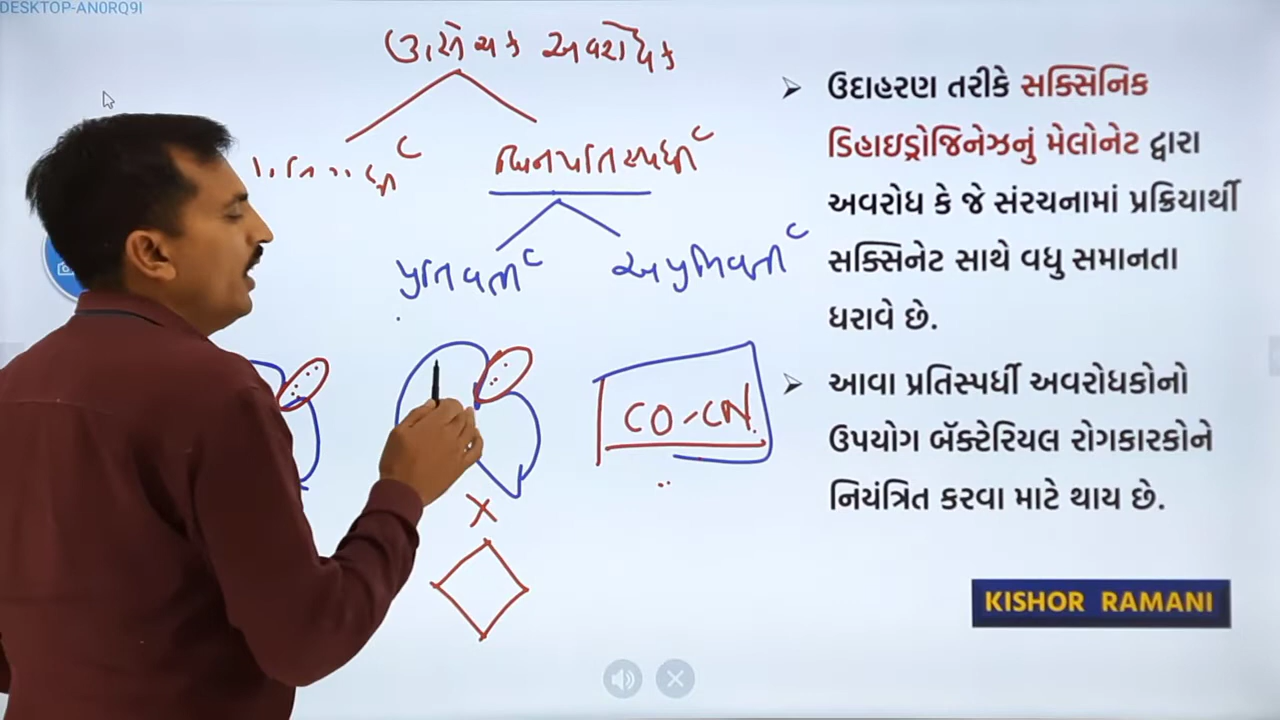 DESKTOP-AN0RQ9I
ઉત્સેચક અવરોધક
બિનપ્રતિસ્પર્ધી
પ્રતિવર્તી
અપ્રતિવર્તી
CO-CN.
X
➢ ઉદાહરણ તરીકે સક્સિનિક
ડિહાઇડ્રોજિનેઝનું મેલોનેટ દ્વારા
અવરોધ કે જે સંરચનામાં પ્રક્રિયાર્થી
સક્સિનેટ સાથે વધુ સમાનતા
ધરાવે છે.
➢ આવા પ્રતિસ્પર્ધી અવરોધકોનો
ઉપયોગ બૅક્ટેરિયલ રોગકારકોને
નિયંત્રિત કરવા માટે થાય છે.
KISHOR RAMANI